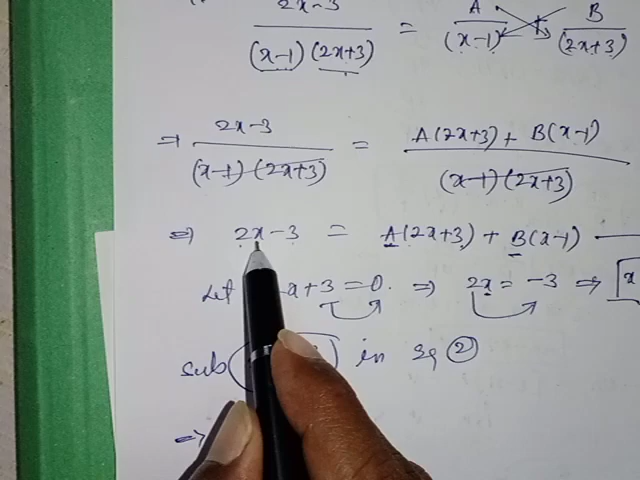 2x-3 / (x-1) (2x+3) = A / (x-1) + B / (2x+3)
⇒ 2x-3 / (x-1) (2x+3) = A(2x+3) + B(x-1) / (x-1) (2x+3)
⇒ 2x-3 = A(2x+3) + B(x-1)
Let x+3 = 0. ⇒ 2x = -3 ⇒ x
sub in Eq ②
⇒